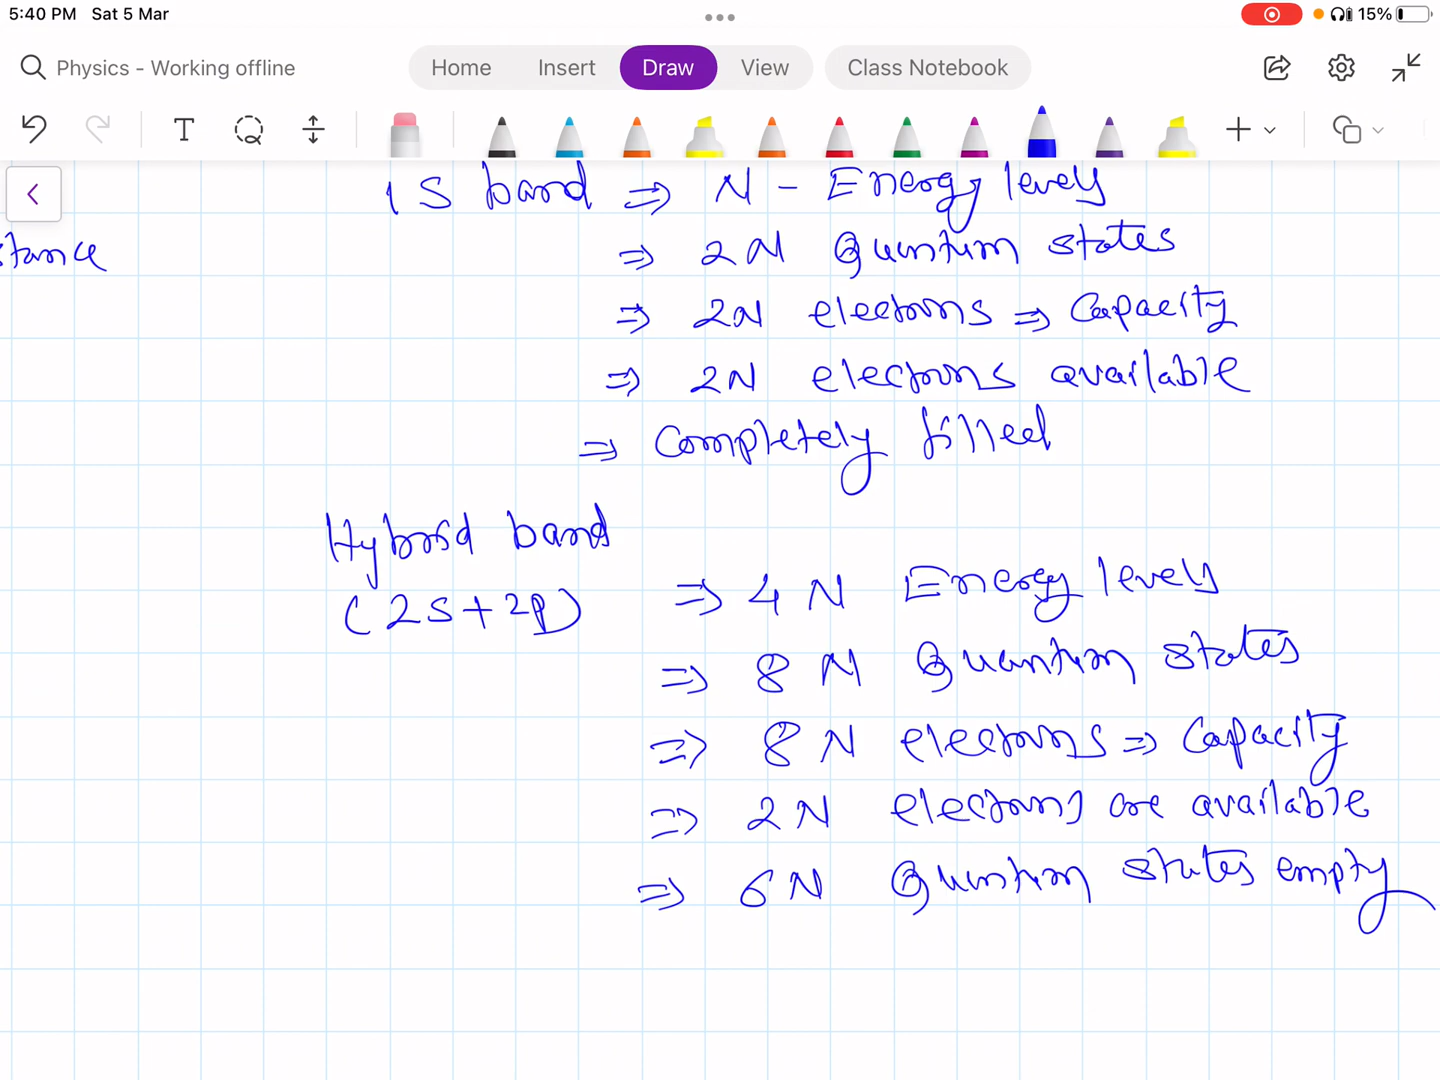 5:40 PM Sat 5 Mar
15%
Physics - Working offline
Home Insert Draw View Class Notebook
T
1S band ⇒ N - Energy levels
stance
⇒ 2N Quantum states
⇒ 2N electrons ⇒ Capacity
⇒ 2N electrons available
⇒ Completely filled
Hybrid band
(2S+2p) ⇒ 4N Energy levels
⇒ 8N Quantum states
⇒ 8N electrons ⇒ Capacity
⇒ 2N electrons are available
⇒ 6N Quantum states empty